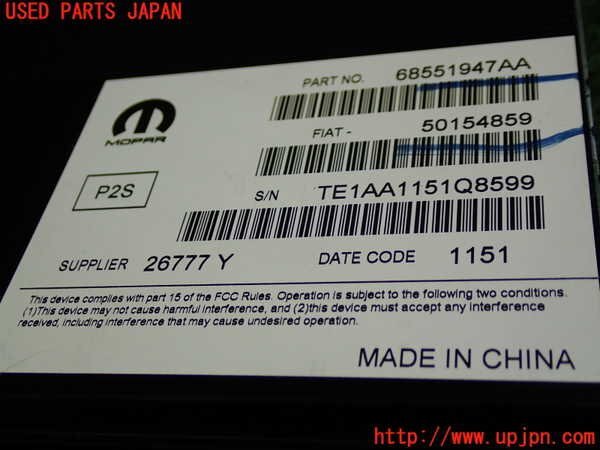 USED PARTS JAPAN
PART NO. 68551947AA
MOPAR
FIAT - 50154859
P2S
S/N TE1AA1151Q8599
SUPPLIER 26777 Y DATE CODE 1151
This device complies with part 15 of the FCC Rules. Operation is subject to the following two conditions.
(1)This device may not cause harmful interference, and (2)this device must accept any interference
received, including interference that may cause undesired operation.
MADE IN CHINA
http://www.upjpn.com/